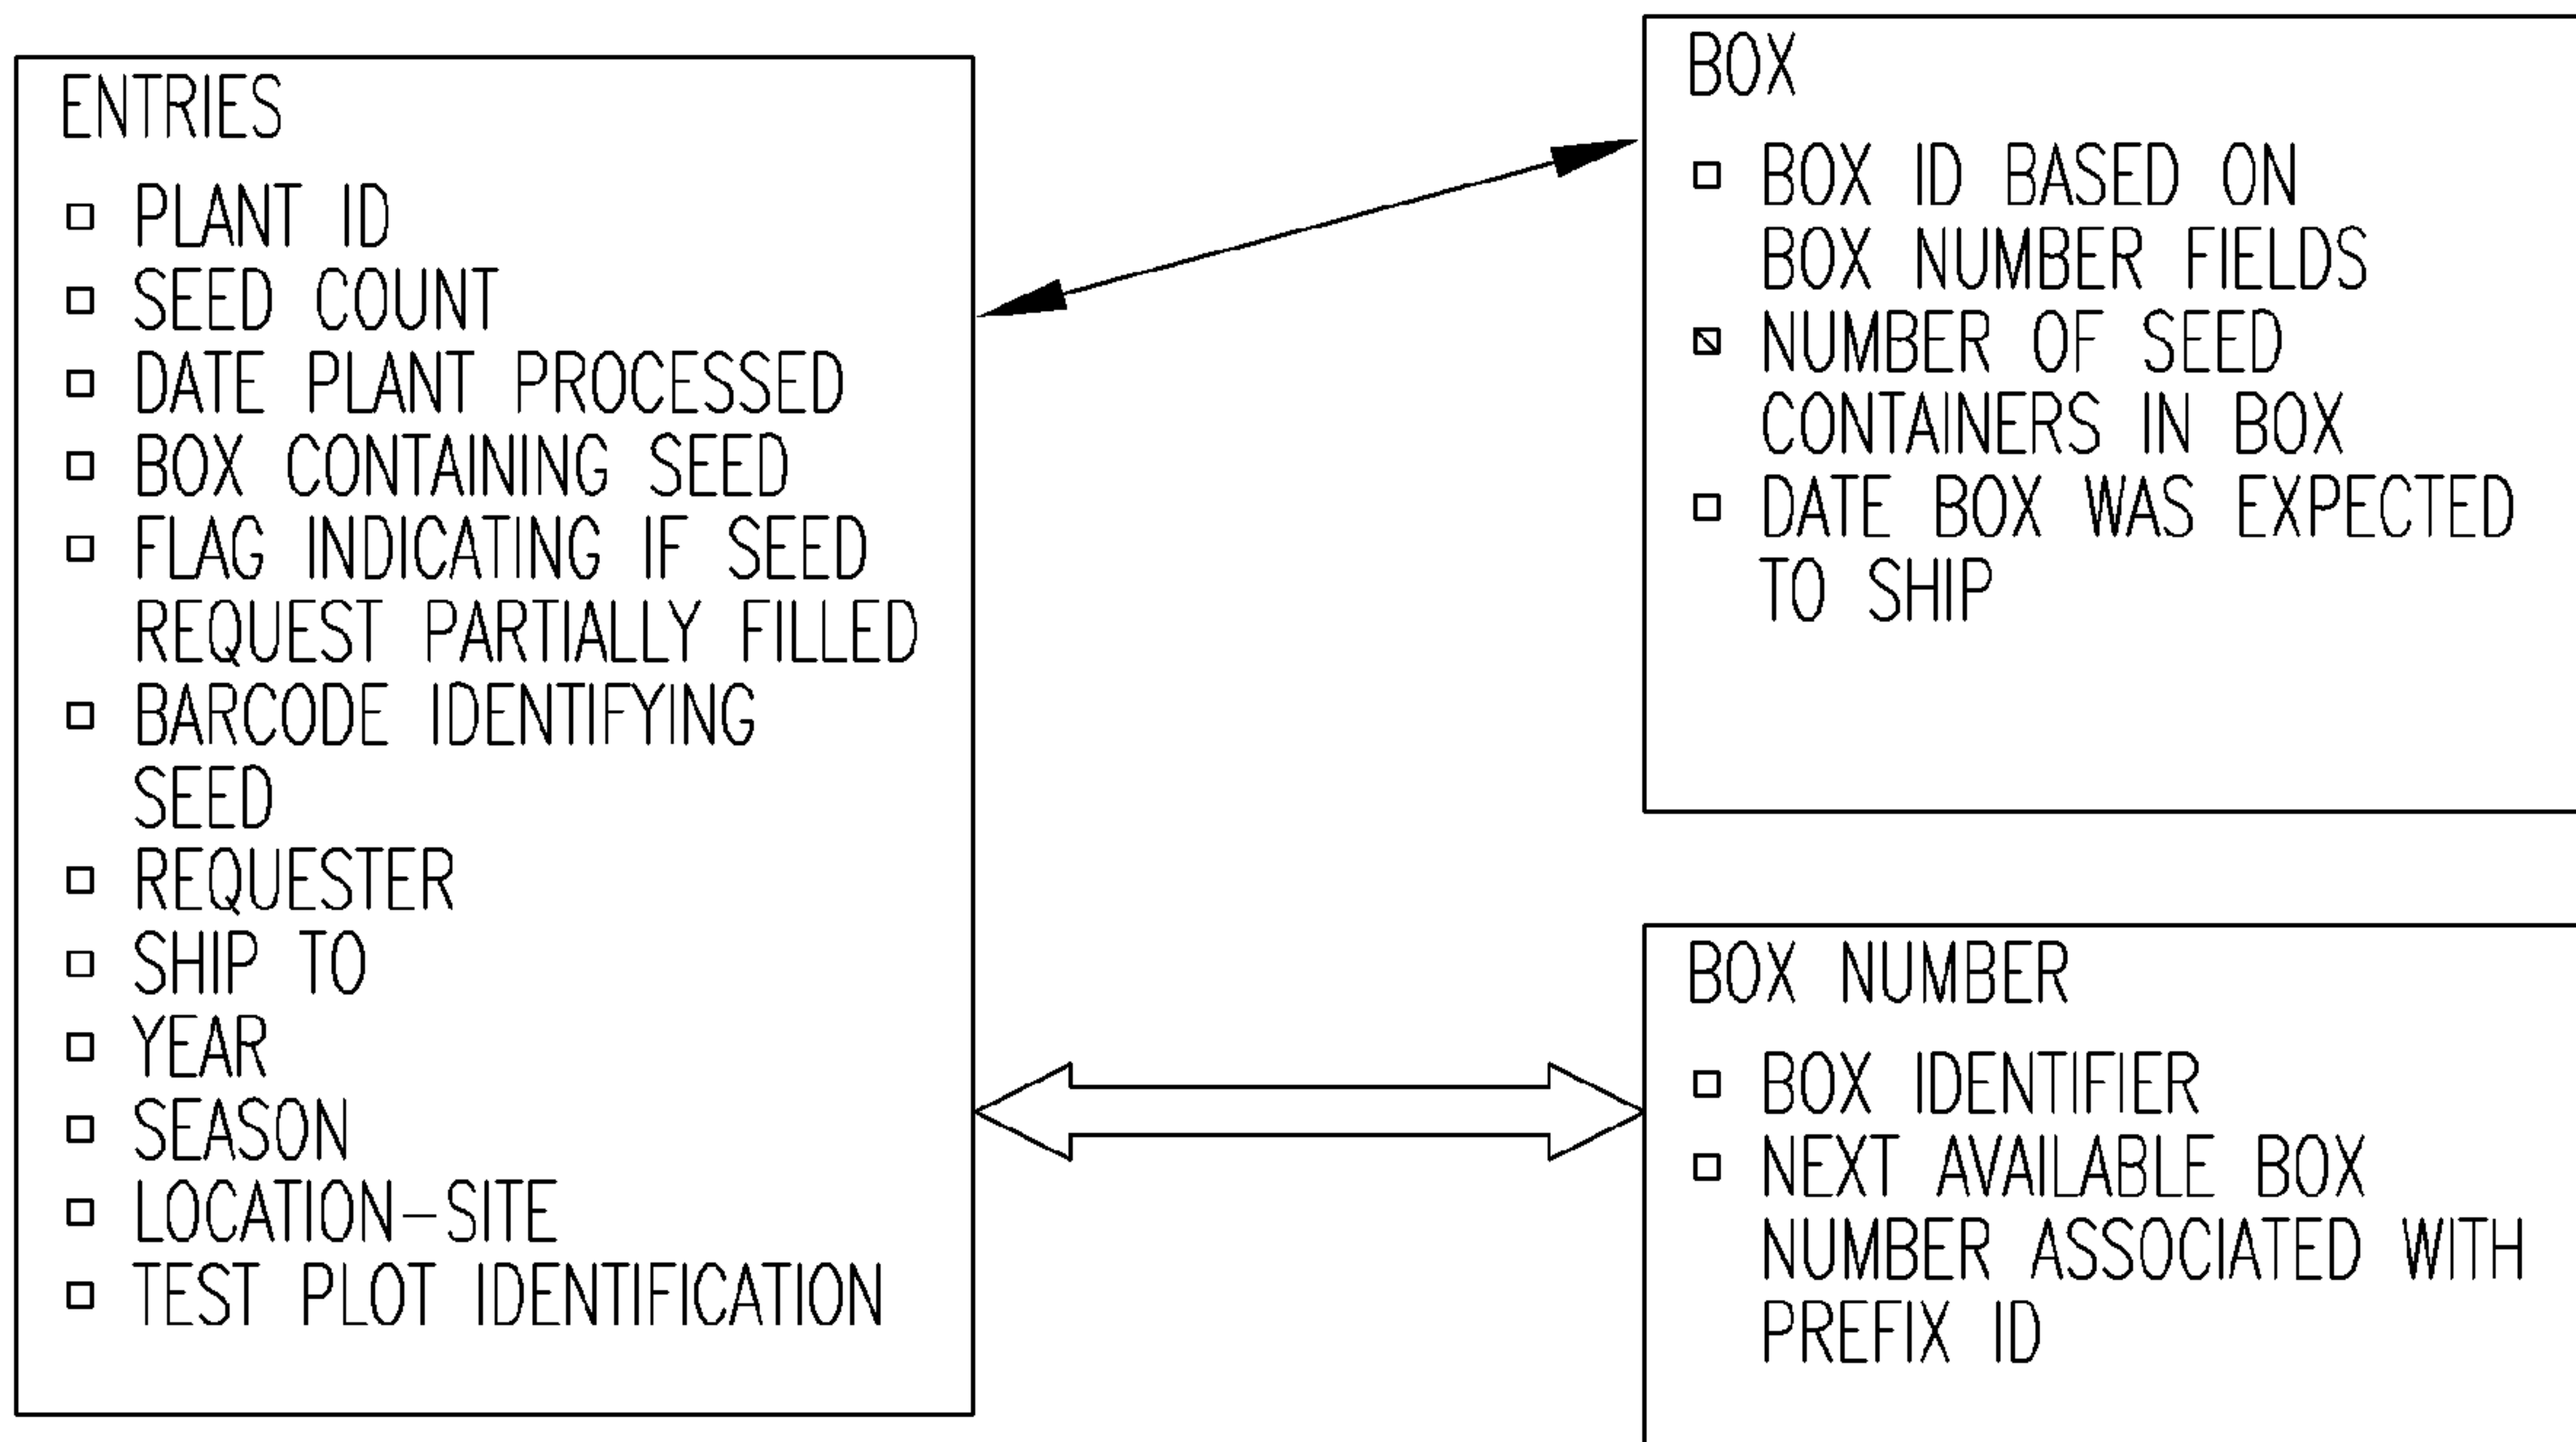 ENTRIES
PLANT ID
SEED COUNT
DATE PLANT PROCESSED
BOX CONTAINING SEED
FLAG INDICATING IF SEED
REQUEST PARTIALLY FILLED
BARCODE IDENTIFYING
SEED
REQUESTER
SHIP TO
YEAR
SEASON
LOCATION-SITE
TEST PLOT IDENTIFICATION
BOX
BOX ID BASED ON
BOX NUMBER FIELDS
NUMBER OF SEED
CONTAINERS IN BOX
DATE BOX WAS EXPECTED
TO SHIP
BOX NUMBER
BOX IDENTIFIER
NEXT AVAILABLE BOX
NUMBER ASSOCIATED WITH
PREFIX ID